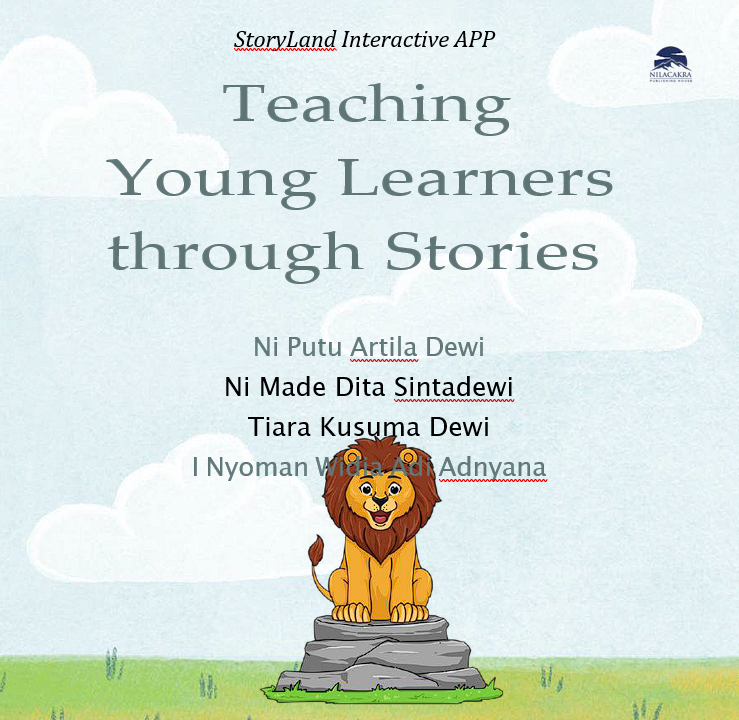 StoryLand Interactive APP
NILACAKRA
PUBLISHING HOUSE
Teaching
Young Learners
through Stories
Ni Putu Artila Dewi
Ni Made Dita Sintadewi
Tiara Kusuma Dewi
I Nyoman Widia Adi Adnyana